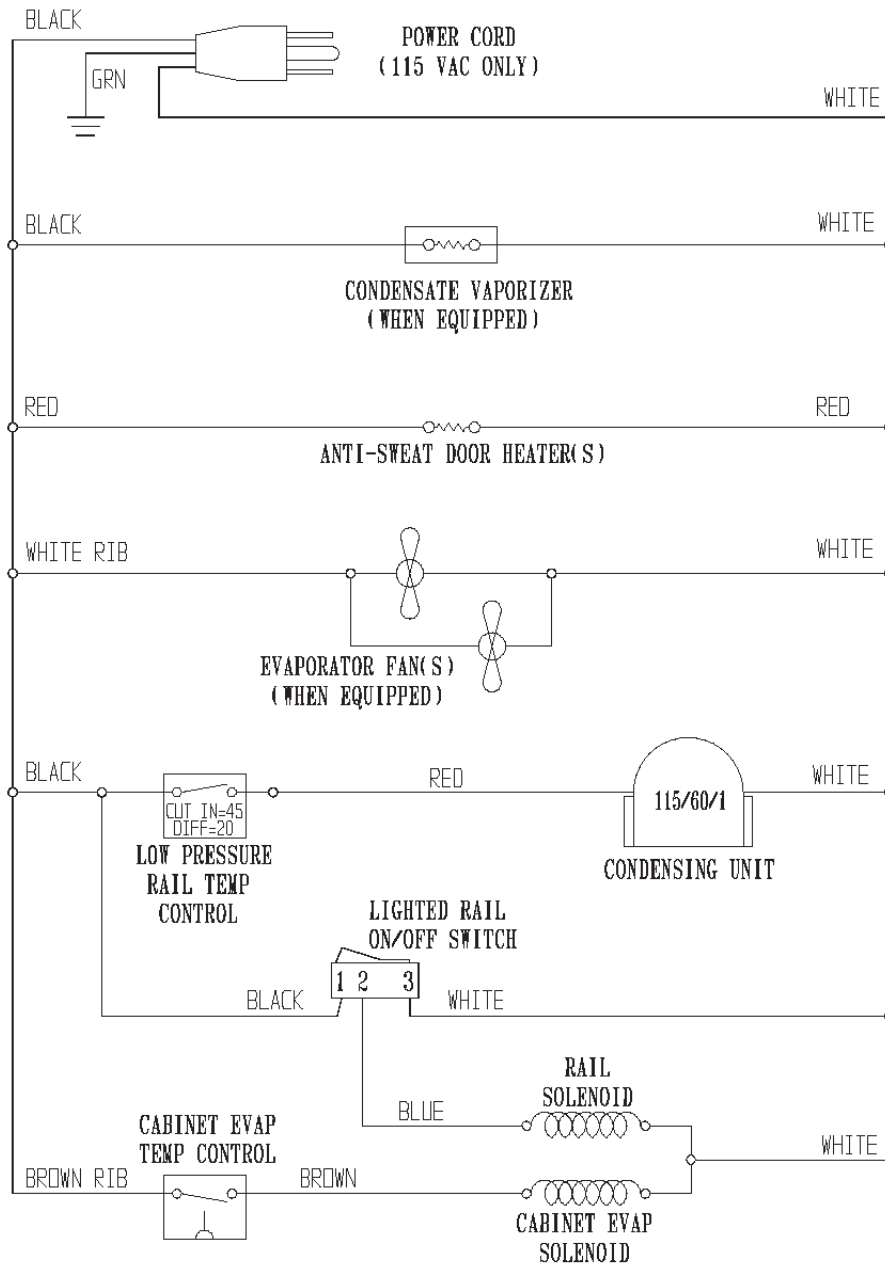 BLACK
POWER CORD
(115 VAC ONLY)
GRN
WHITE
BLACK
WHITE
CONDENSATE VAPORIZER
(WHEN EQUIPPED)
RED
RED
ANTI-SWEAT DOOR HEATER(S)
WHITE RIB
WHITE
EVAPORATOR FAN(S)
(WHEN EQUIPPED)
BLACK
RED
WHITE
CUT IN=45
DIFF=20
115/60/1
LOW PRESSURE
RAIL TEMP
CONTROL
CONDENSING UNIT
LIGHTED RAIL
ON/OFF SWITCH
1 2 3
BLACK
WHITE
RAIL
SOLENOID
BLUE
CABINET EVAP
TEMP CONTROL
WHITE
BROWN RIB
BROWN
CABINET EVAP
SOLENOID